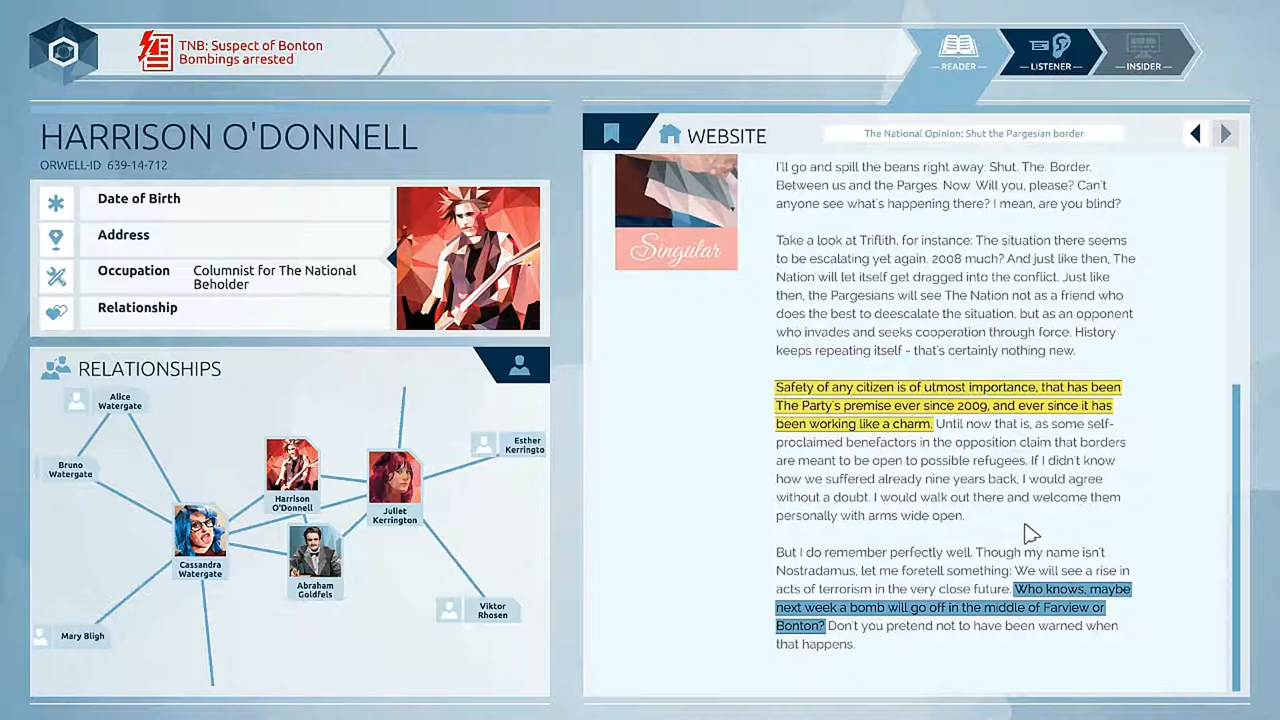 TNB: Suspect of Bonton
Bombings arrested
READER
LISTENER
INSIDER
HARRISON O'DONNELL
ORWELL-ID 639-14-712
Date of Birth
Address
Occupation Columnist for The National
Beholder
Relationship
RELATIONSHIPS
Alice
Watergate
Bruno
Watergate
Harrison
O'Donnell
Juliet
Kerrington
Esther
Kerringto
Cassandra
Watergate
Abraham
Goldfels
Viktor
Rhosen
Mary Bligh
WEBSITE
The National Opinion: Shut the Pargesian border
Singular
I'll go and spill the beans right away: Shut. The. Border.
Between us and the Parges. Now. Will you, please? Can't
anyone see what's happening there? I mean, are you blind?
Take a look at Triflith, for instance: The situation there seems
to be escalating yet again. 2008 much? And just like then, The
Nation will let itself get dragged into the conflict. Just like
then, the Pargesians will see The Nation not as a friend who
does the best to deescalate the situation, but as an opponent
who invades and seeks cooperation through force. History
keeps repeating itself - that's certainly nothing new.
Safety of any citizen is of utmost importance, that has been
The Party's premise ever since 2009, and ever since it has
been working like a charm. Until now that is, as some self-
proclaimed benefactors in the opposition claim that borders
are meant to be open to possible refugees. If I didn't know
how we suffered already nine years back, I would agree
without a doubt. I would walk out there and welcome them
personally with arms wide open.
But I do remember perfectly well. Though my name isn't
Nostradamus, let me foretell something: We will see a rise in
acts of terrorism in the very close future. Who knows, maybe
next week a bomb will go off in the middle of Farview or
Bonton? Don't you pretend not to have been warned when
that happens.